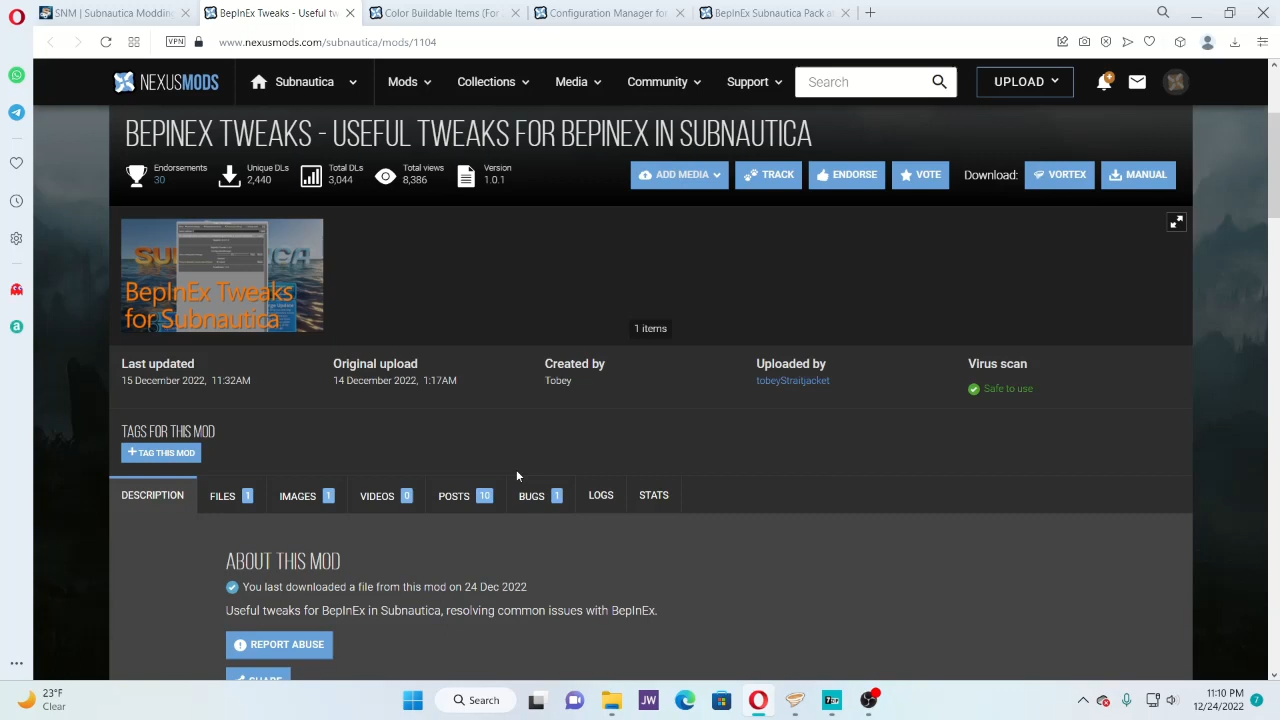 SNM | Subnautica Modding
BepInEx Tweaks - Useful tw
Color Buildable Items (For
Configuration Manager for
BepInEx Subnautica Pack at
VPN
www.nexusmods.com/subnautica/mods/1104
NEXUSMODS
Subnautica
Mods
Collections
Media
Community
Support
Search
UPLOAD
BEPINEX TWEAKS - USEFUL TWEAKS FOR BEPINEX IN SUBNAUTICA
Endorsements
30
Unique DLs
2,440
Total DLs
3,044
Total views
8,386
Version
1.0.1
ADD MEDIA
TRACK
ENDORSE
VOTE
Download:
VORTEX
MANUAL
BepInEx Tweaks
for Subnautica
1 items
Last updated
15 December 2022, 11:32AM
Original upload
14 December 2022, 1:17AM
Created by
Tobey
Uploaded by
tobeyStraitjacket
Virus scan
Safe to use
TAGS FOR THIS MOD
+ TAG THIS MOD
DESCRIPTION
FILES 1
IMAGES 1
VIDEOS 0
POSTS 10
BUGS 1
LOGS
STATS
ABOUT THIS MOD
You last downloaded a file from this mod on 24 Dec 2022
Useful tweaks for BepInEx in Subnautica, resolving common issues with BepInEx.
REPORT ABUSE
SHARE
23°F
Clear
Search
JW
11:10 PM
12/24/2022
7